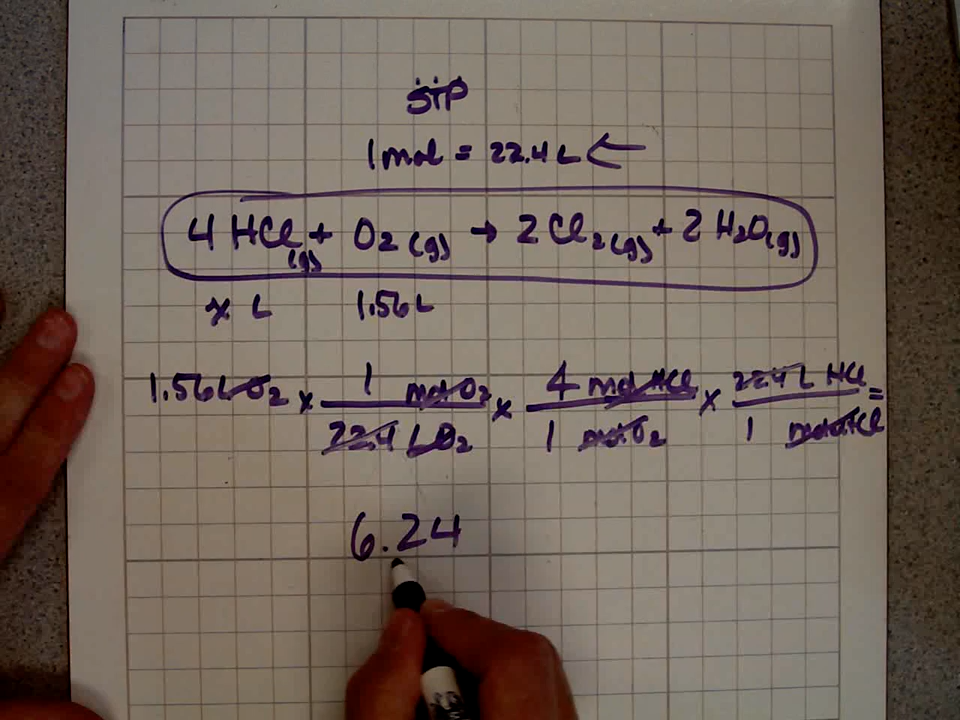 STP
1 mol = 22.4 L ←
4 HCl(g) + O₂(g) → 2 Cl₂(g) + 2 H₂O(g)
x L 1.56 L
1.56 L O₂ x 1 mol O₂ / 22.4 L O₂ x 4 mol HCl / 1 mol O₂ x 22.4 L HCl / 1 mol HCl =
6.24